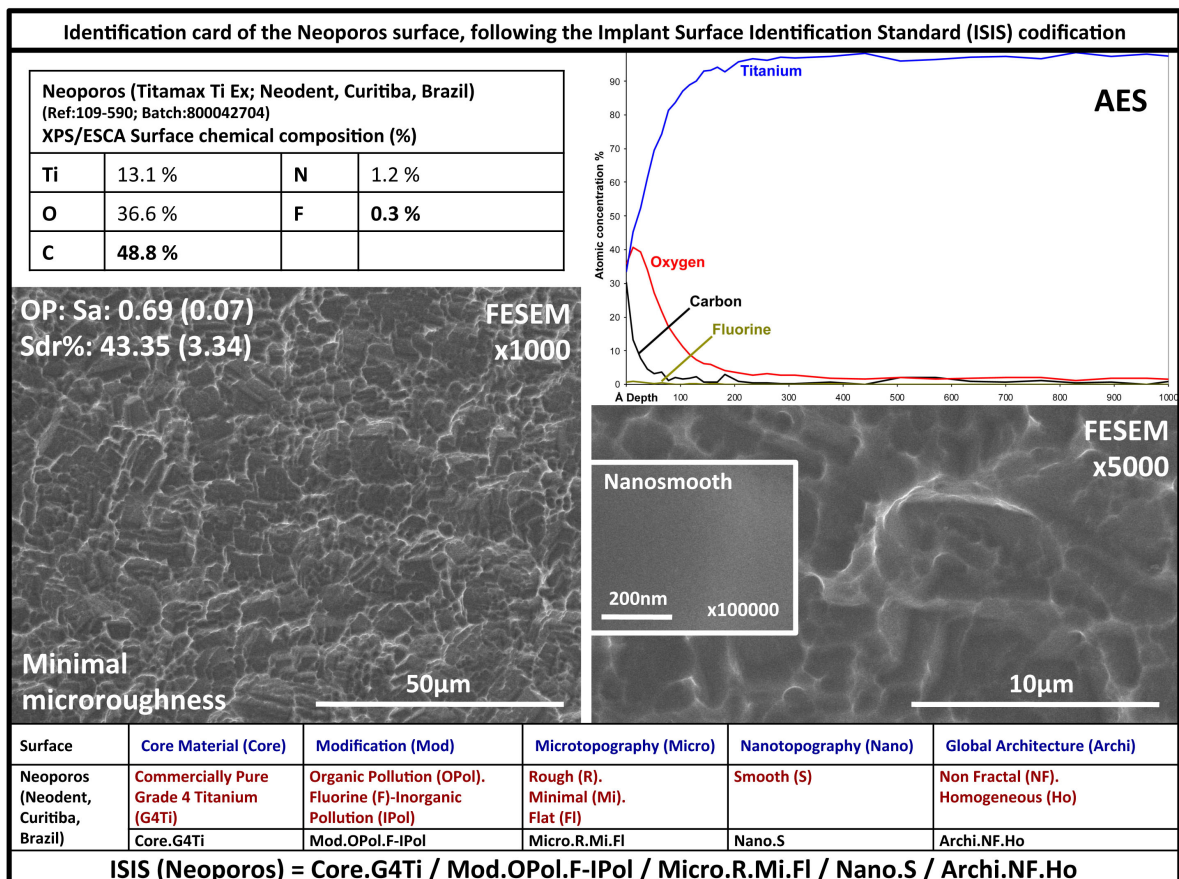 Identification card of the Neoporos surface, following the Implant Surface Identification Standard (ISIS) codification
Neoporos (Titamax Ti Ex; Neodent, Curitiba, Brazil)
(Ref:109-590; Batch:800042704)
XPS/ESCA Surface chemical composition (%)
Ti 13.1 % N 1.2 %
O 36.6 % F 0.3 %
C 48.8 %
AES
Titanium
Oxygen
Carbon
Fluorine
Atomic concentration %
90
80
70
60
50
40
30
20
10
0
Å Depth 100 200 300 400 500 600 700 800 900 1000
OP: Sa: 0.69 (0.07)
Sdr%: 43.35 (3.34)
FESEM
x1000
Minimal
microroughness
50µm
FESEM
x5000
Nanosmooth
200nm
x100000
10µm
Surface Core Material (Core) Modification (Mod) Microtopography (Micro) Nanotopography (Nano) Global Architecture (Archi)
Neoporos
(Neodent,
Curitiba,
Brazil)
Commercially Pure
Grade 4 Titanium
(G4Ti)
Organic Pollution (OPol).
Fluorine (F)-Inorganic
Pollution (IPol)
Rough (R).
Minimal (Mi).
Flat (Fl)
Smooth (S)
Non Fractal (NF).
Homogeneous (Ho)
Core.G4Ti Mod.OPol.F-IPol Micro.R.Mi.Fl Nano.S Archi.NF.Ho
ISIS (Neoporos) = Core.G4Ti / Mod.OPol.F-IPol / Micro.R.Mi.Fl / Nano.S / Archi.NF.Ho